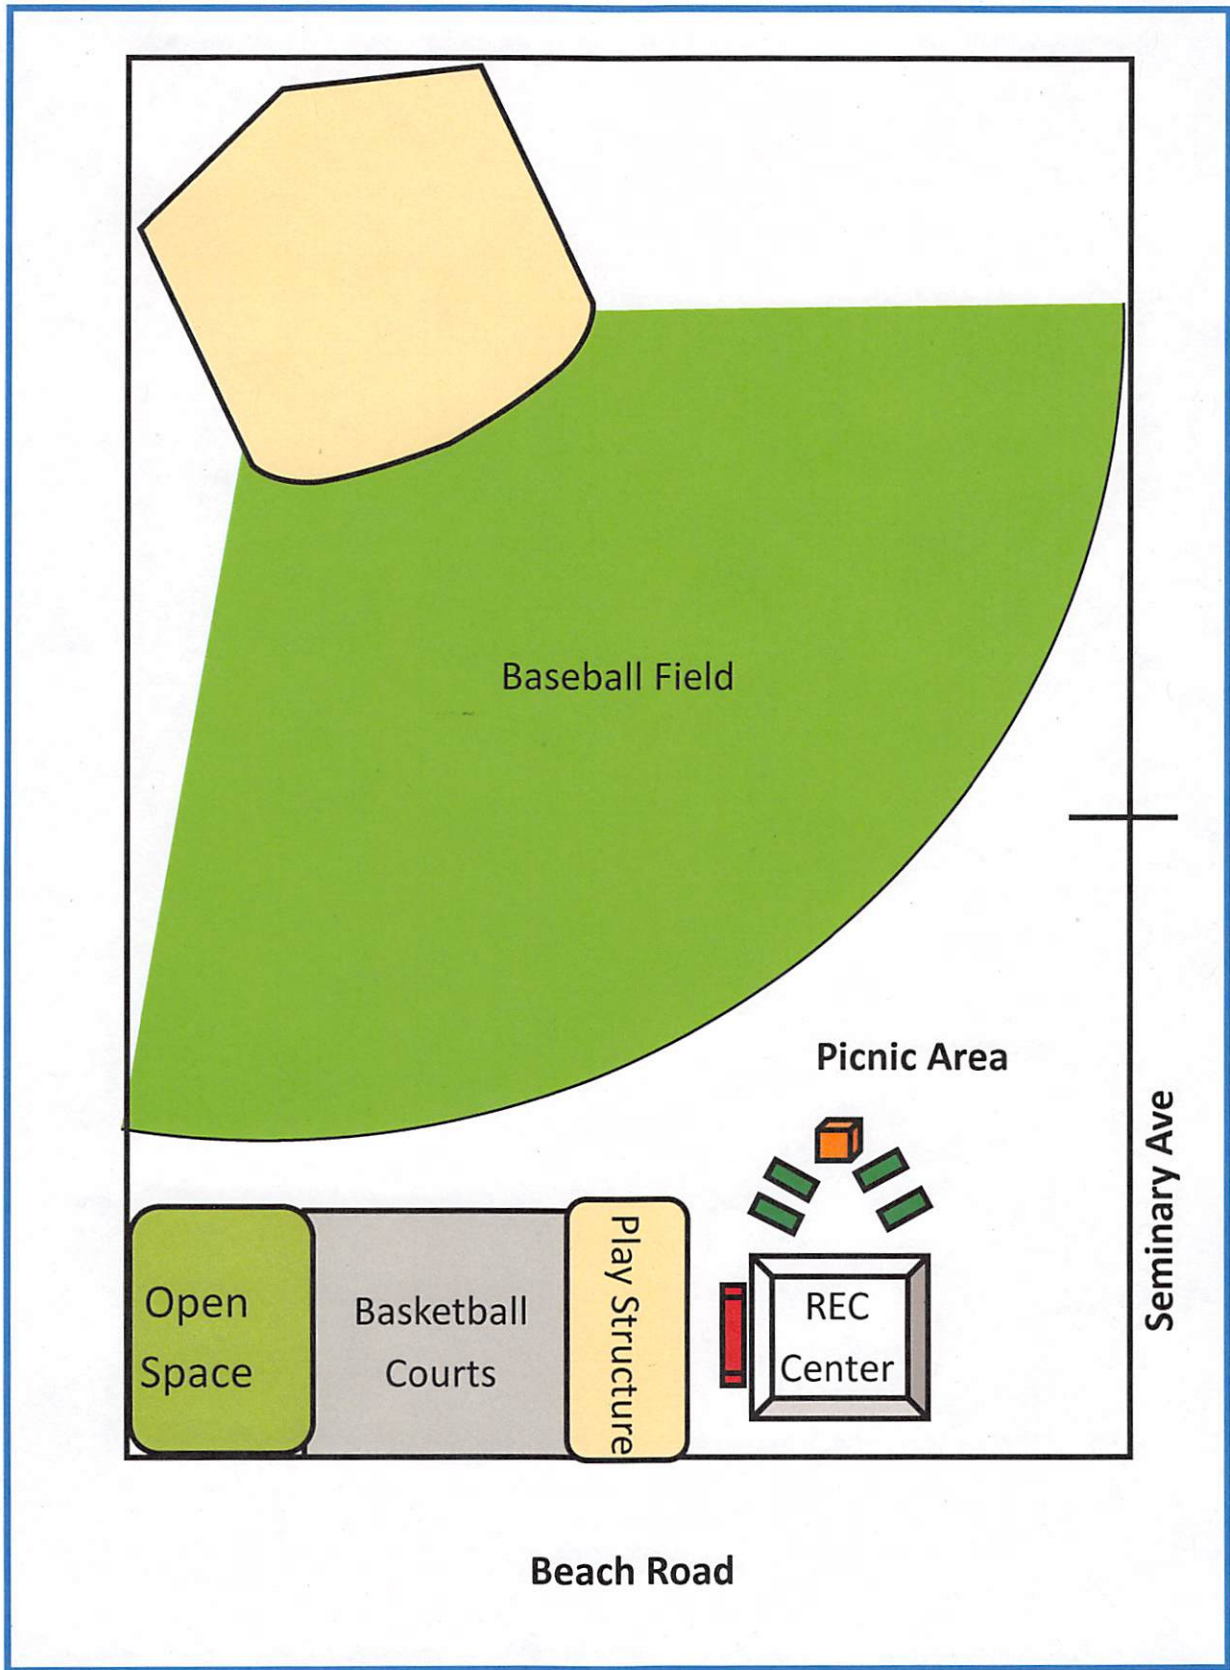 Baseball Field
Picnic Area
Seminary Ave
Open
Space
Basketball
Courts
Play Structure
REC
Center
Beach Road